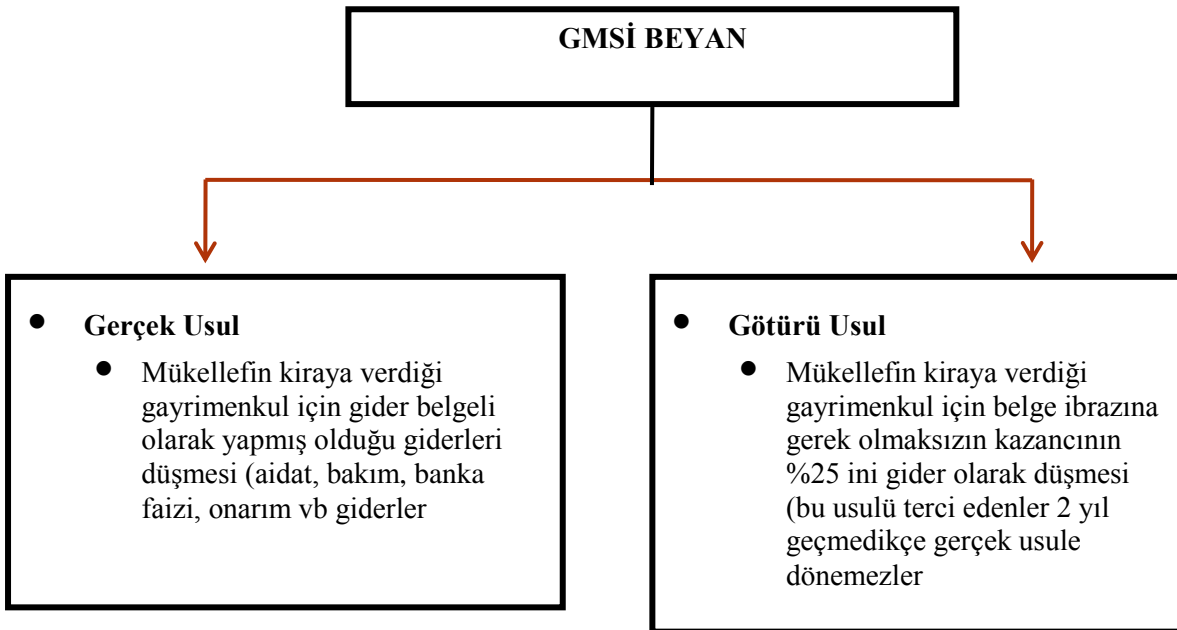 GMSİ BEYAN
• Gerçek Usul
• Mükellefin kiraya verdiği
gayrimenkul için gider belgeli
olarak yapmış olduğu giderleri
düşmesi (aidat, bakım, banka
faizi, onarım vb giderler
• Götürü Usul
• Mükellefin kiraya verdiği
gayrimenkul için belge ibrazına
gerek olmaksızın kazancının
%25 ini gider olarak düşmesi
(bu usulü terci edenler 2 yıl
geçmedikçe gerçek usule
dönemezler